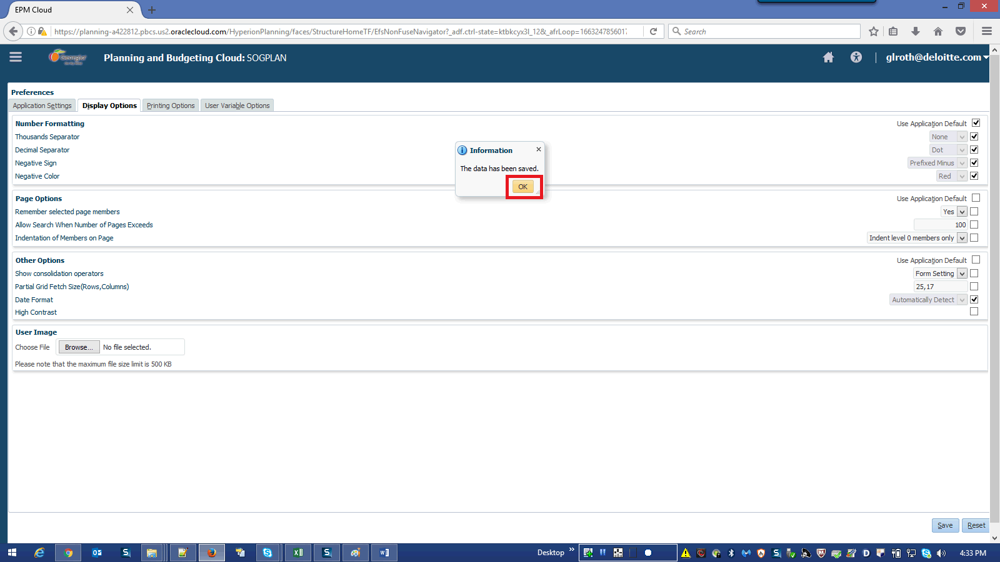 EPM Cloud
https://planning-a422812.pbcs.us2.oraclecloud.com/HyperionPlanning/faces/StructureHomeTF/EfsNonFuseNavigator?_adf.ctrl-state=ktbkcyx3l_12&_afrLoop=1663247856017
Search
Georgia
Planning and Budgeting Cloud: SOGPLAN
glroth@deloitte.com
Preferences
Application Settings
Display Options
Printing Options
User Variable Options
Number Formatting
Use Application Default
Thousands Separator
None
Decimal Separator
Dot
Negative Sign
Prefixed Minus
Negative Color
Red
Information
The data has been saved.
OK
Page Options
Use Application Default
Remember selected page members
Yes
Allow Search When Number of Pages Exceeds
100
Indentation of Members on Page
Indent level 0 members only
Other Options
Use Application Default
Show consolidation operators
Form Setting
Partial Grid Fetch Size(Rows,Columns)
25,17
Date Format
Automatically Detect
High Contrast
User Image
Choose File
Browse...
No file selected.
Please note that the maximum file size limit is 500 KB
Save
Reset
Desktop
4:33 PM